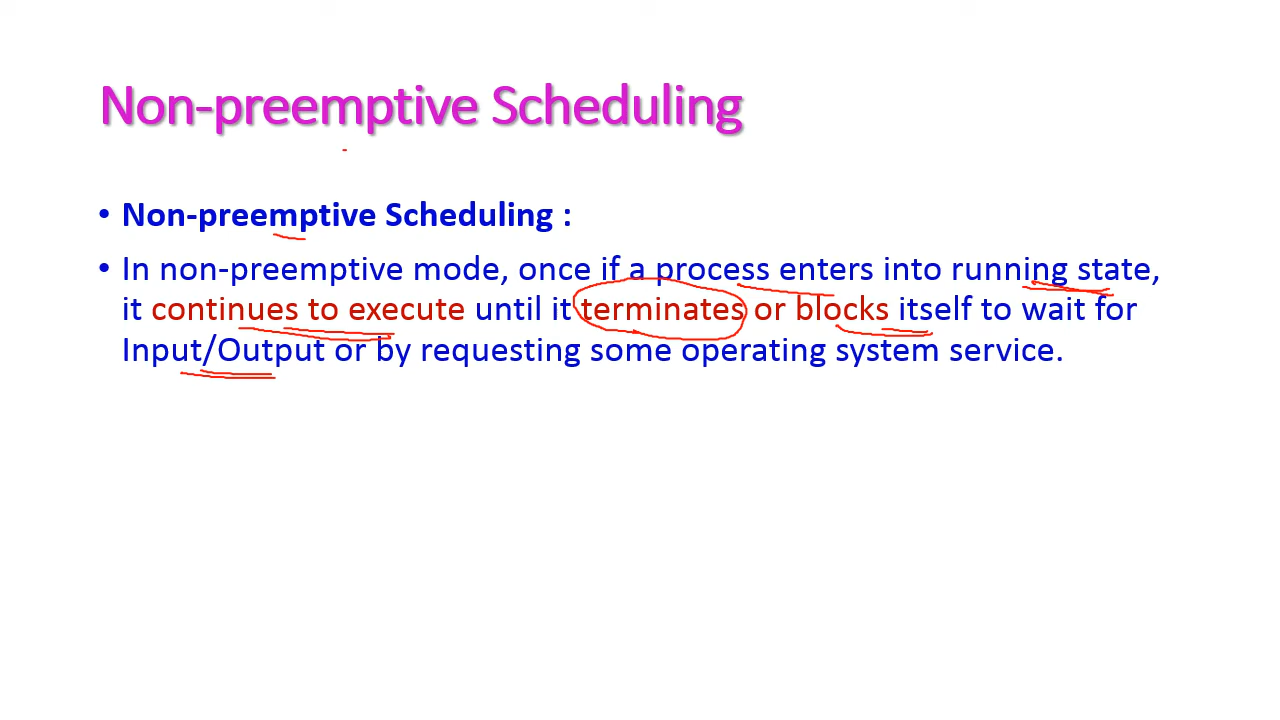 Non-preemptive Scheduling
• Non-preemptive Scheduling :
• In non-preemptive mode, once if a process enters into running state,
it continues to execute until it terminates or blocks itself to wait for
Input/Output or by requesting some operating system service.